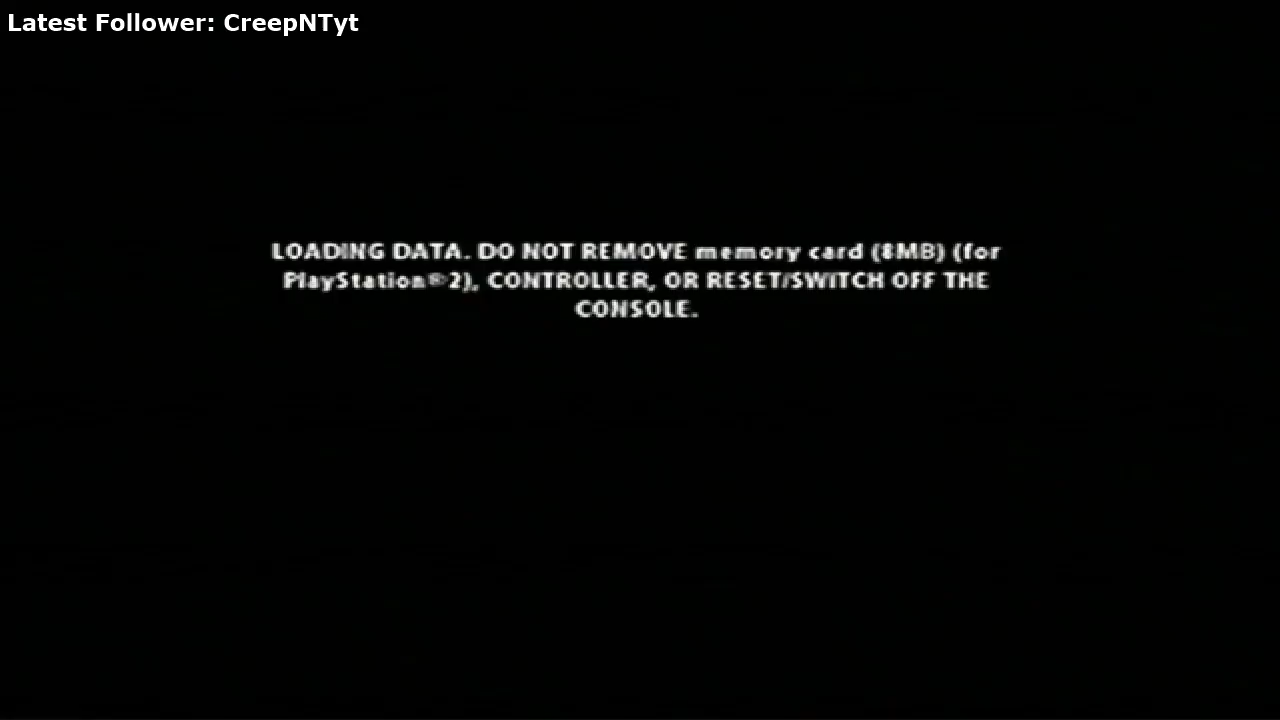 Latest Follower: CreepNTyt
LOADING DATA. DO NOT REMOVE memory card (8MB) (for
PlayStation®2), CONTROLLER, OR RESET/SWITCH OFF THE
CONSOLE.